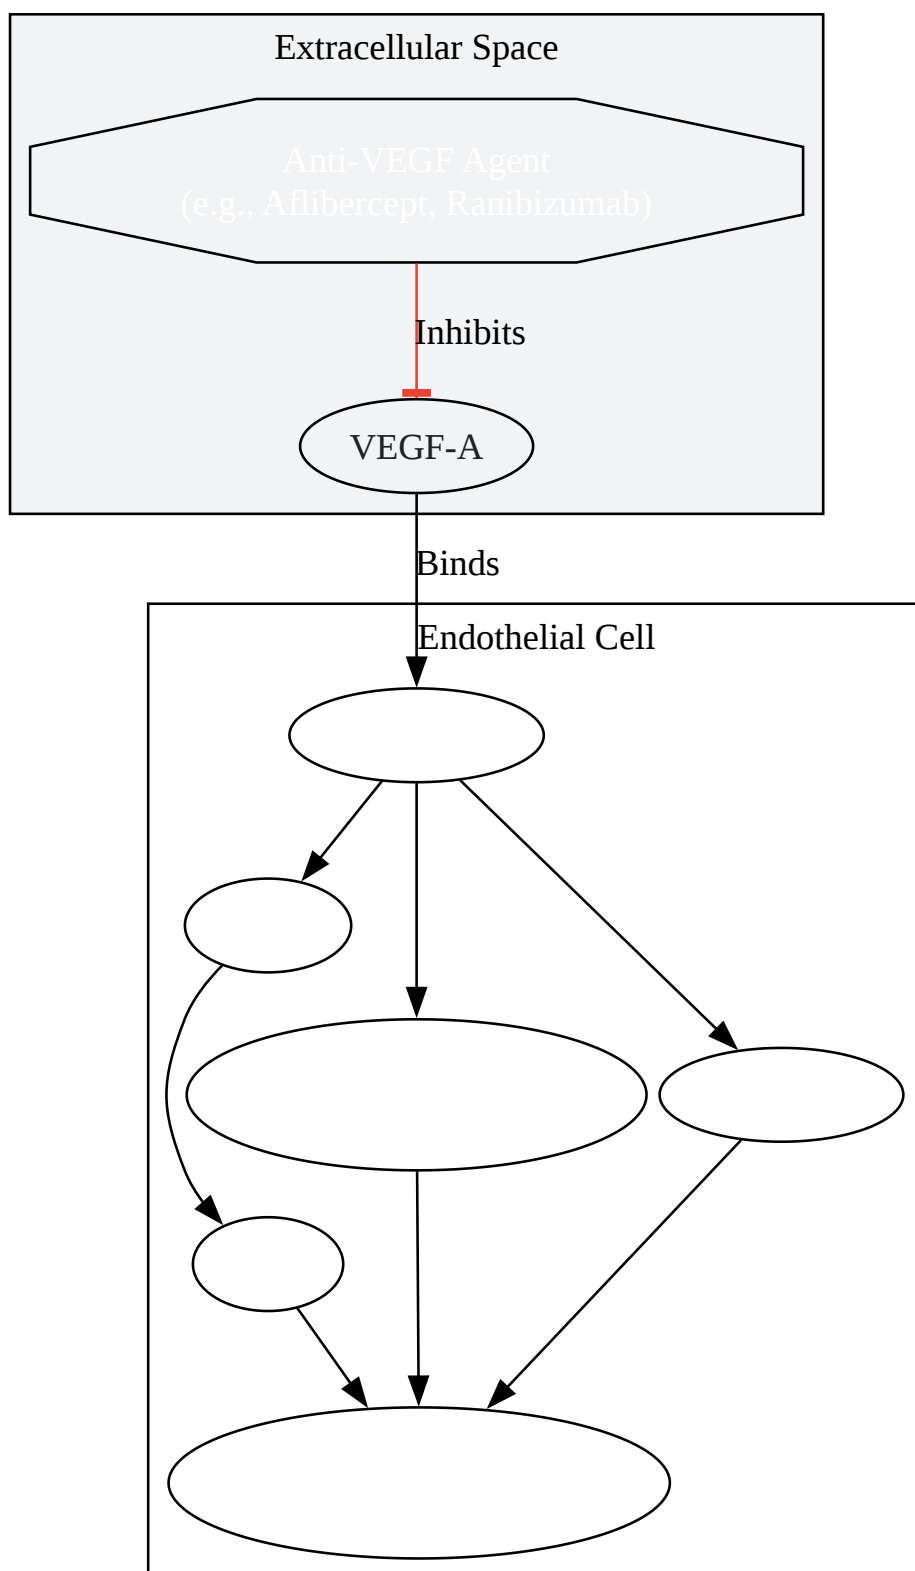 Extracellular Space
Anti-VEGF Agent
(e.g., Aflibercept, Ranibizumab)
Inhibits
VEGF-A
Binds
Endothelial Cell